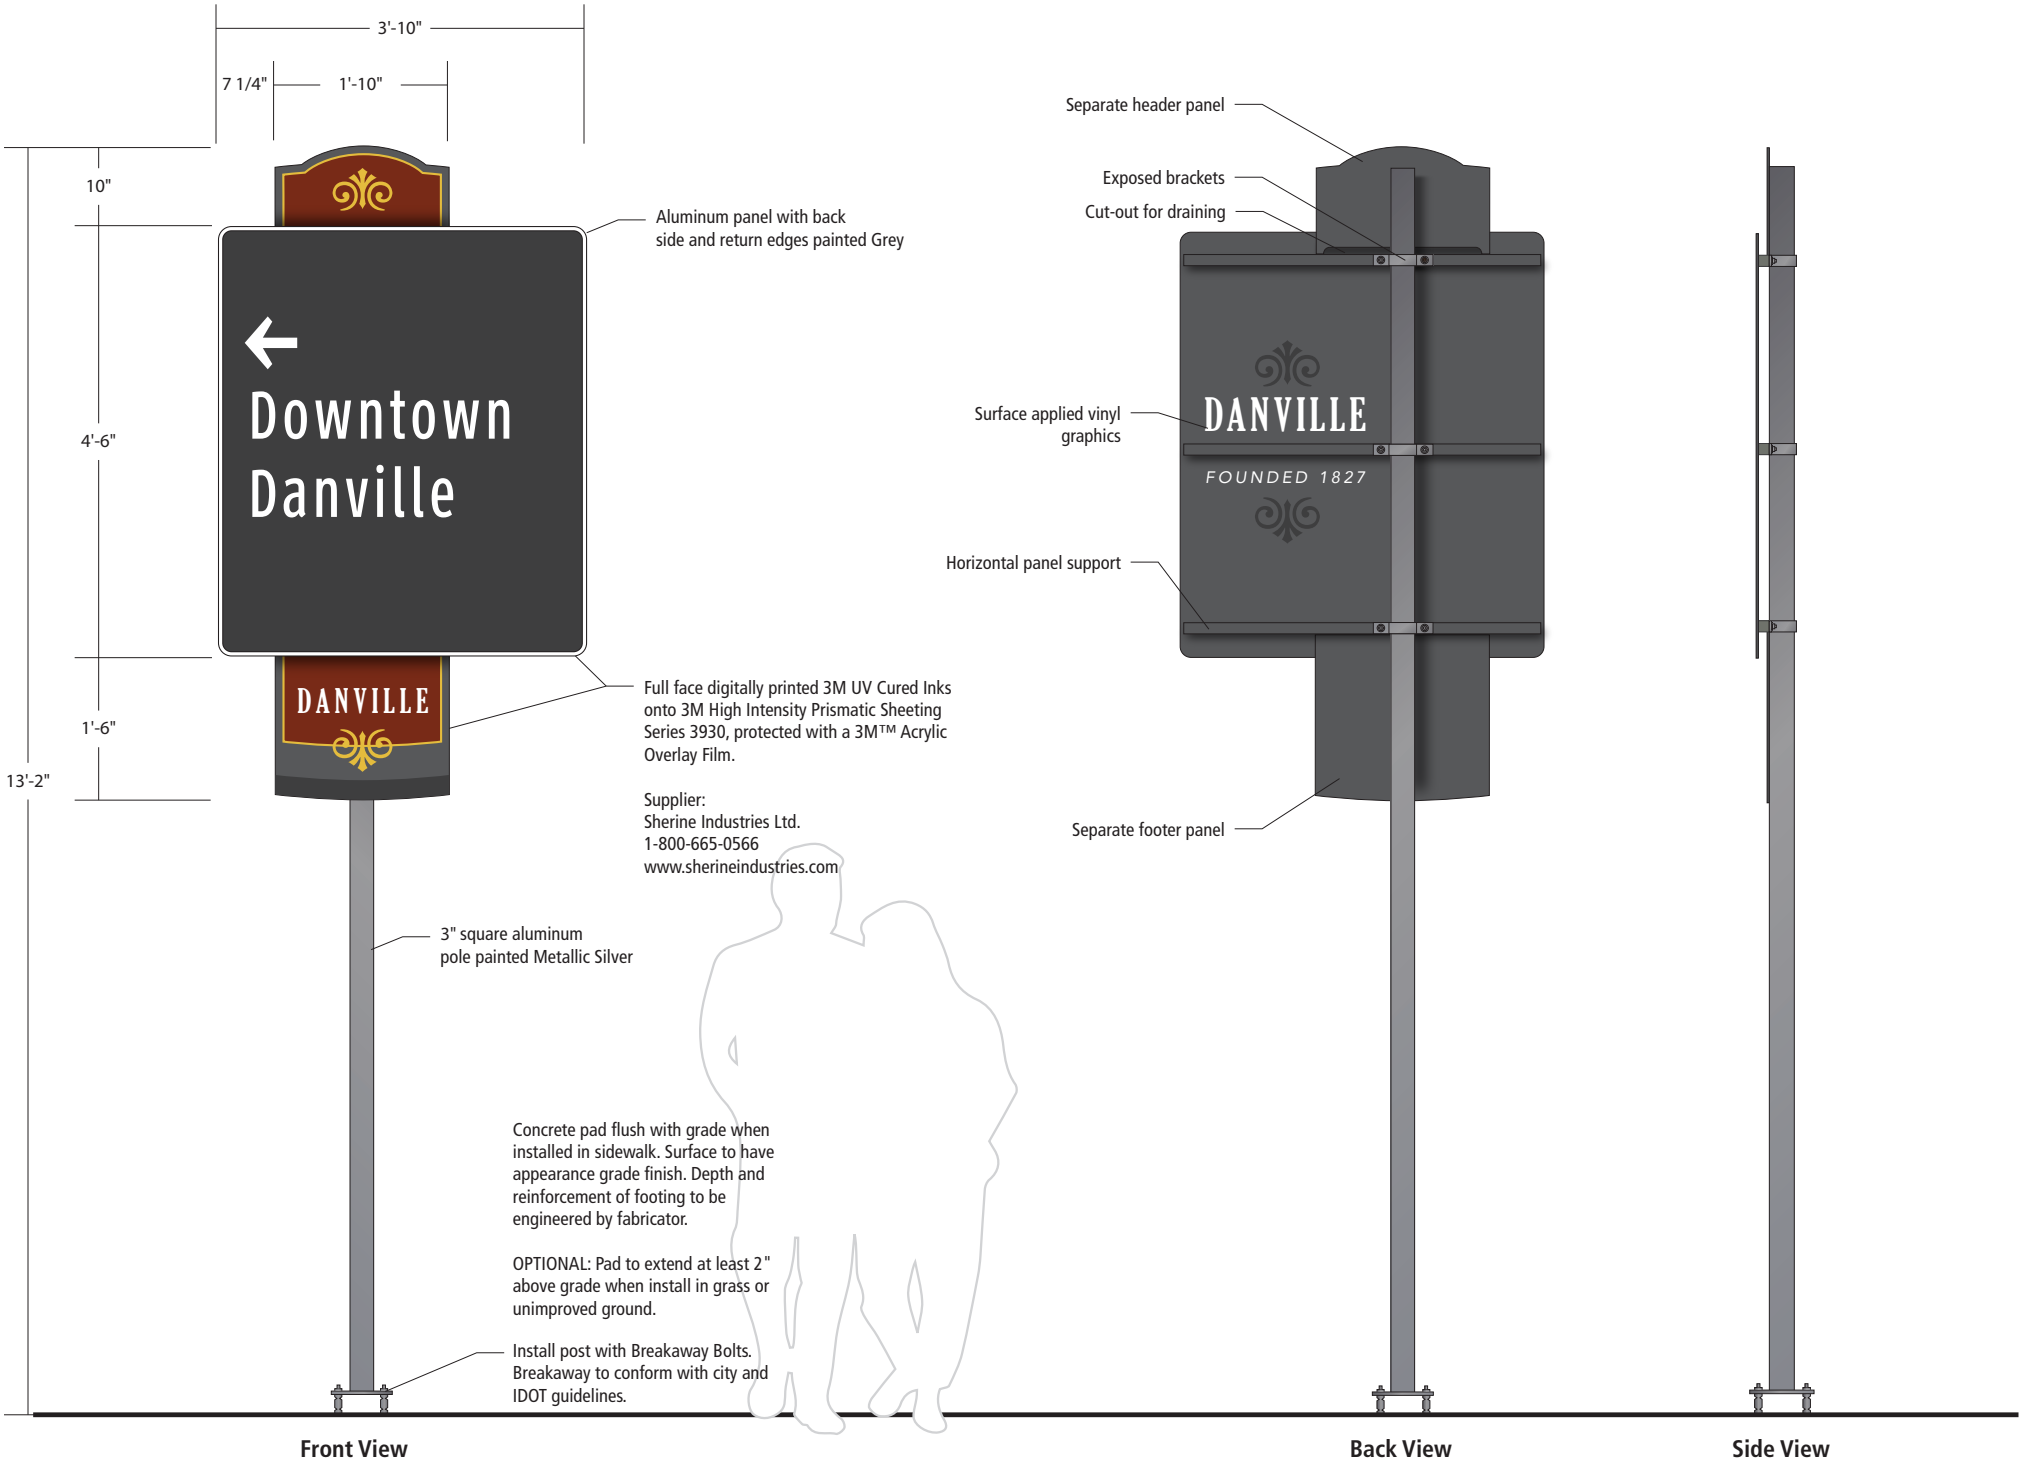 3'-10"
7 1/4"
1'-10"
10"
4'-6"
1'-6"
13'-2"
Downtown
Danville
DANVILLE
Aluminum panel with back
side and return edges painted Grey
Full face digitally printed 3M UV Cured Inks
onto 3M High Intensity Prismatic Sheeting
Series 3930, protected with a 3M™ Acrylic
Overlay Film.
Supplier:
Sherine Industries Ltd.
1-800-665-0566
www.sherineindustries.com
3" square aluminum
pole painted Metallic Silver
Concrete pad flush with grade when
installed in sidewalk. Surface to have
appearance grade finish. Depth and
reinforcement of footing to be
engineered by fabricator.
OPTIONAL: Pad to extend at least 2"
above grade when install in grass or
unimproved ground.
Install post with Breakaway Bolts.
Breakaway to conform with city and
IDOT guidelines.
Front View
Separate header panel
Exposed brackets
Cut-out for draining
Surface applied vinyl
graphics
DANVILLE
FOUNDED 1827
Horizontal panel support
Separate footer panel
Back View
Side View